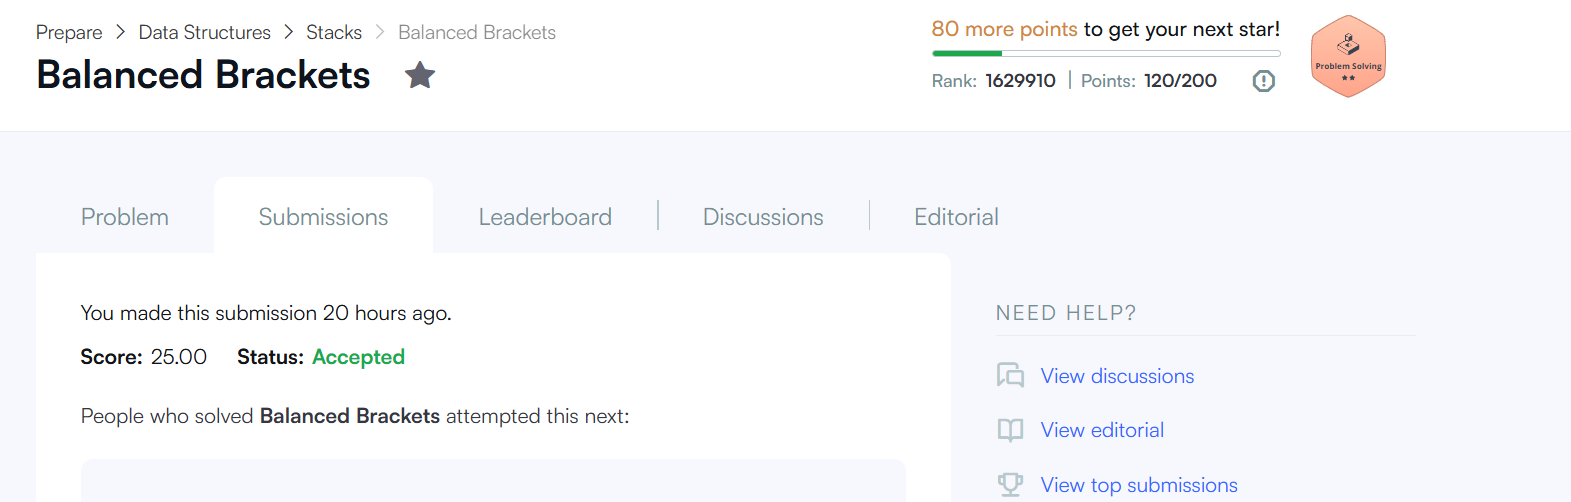 Prepare > Data Structures > Stacks > Balanced Brackets
Balanced Brackets
80 more points to get your next star!
Rank: 1629910 | Points: 120/200
Problem Solving
Problem
Submissions
Leaderboard
Discussions
Editorial
You made this submission 20 hours ago.
Score: 25.00 Status: Accepted
People who solved Balanced Brackets attempted this next:
NEED HELP?
View discussions
View editorial
View top submissions